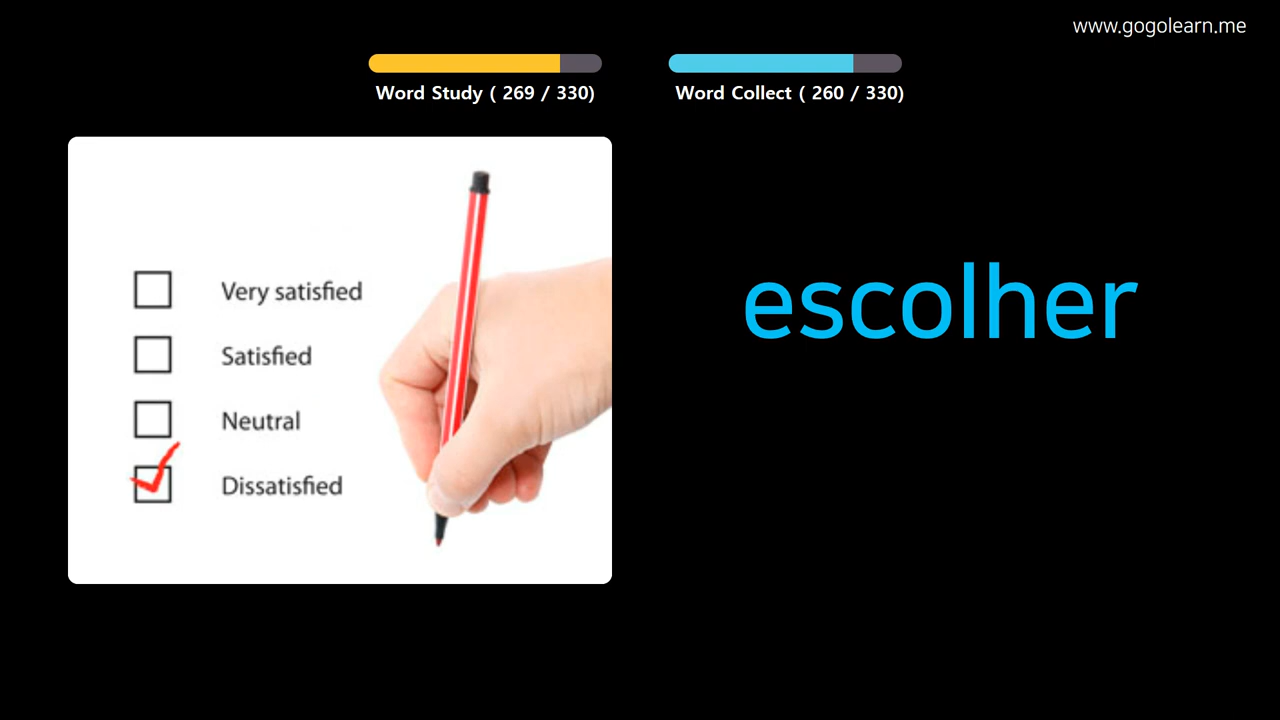 www.gogolearn.me
Word Study ( 269 / 330)
Word Collect ( 260 / 330)
Very satisfied
Satisfied
Neutral
Dissatisfied
escolher